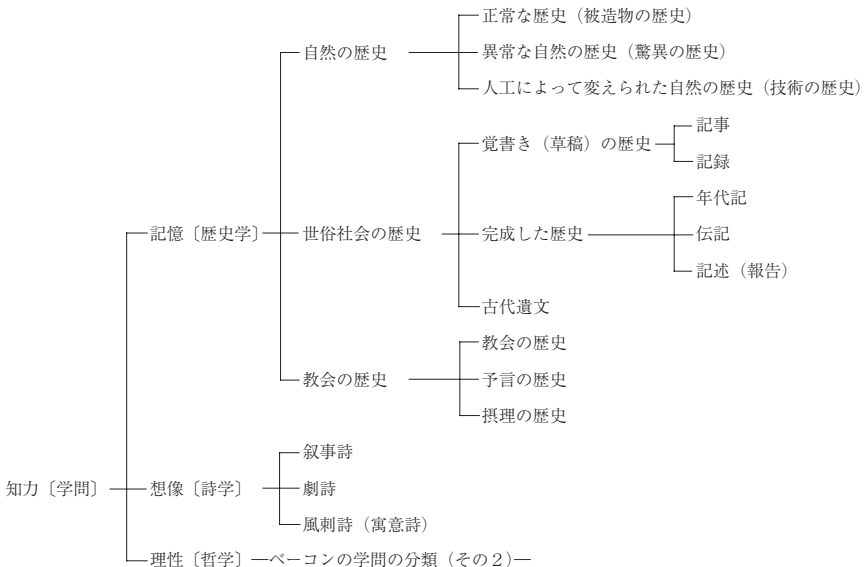 正常な歴史（被造物の歴史）
自然の歴史
異常な自然の歴史（驚異の歴史）
人工によって変えられた自然の歴史（技術の歴史）
記事
覚書き（草稿）の歴史
記録
年代記
記憶〔歴史学〕
世俗社会の歴史
完成した歴史
伝記
記述（報告）
古代遺文
教会の歴史
教会の歴史
予言の歴史
摂理の歴史
叙事詩
知力〔学問〕
想像〔詩学〕
劇詩
風刺詩（寓意詩）
理性〔哲学〕―ベーコンの学問の分類（その２）―